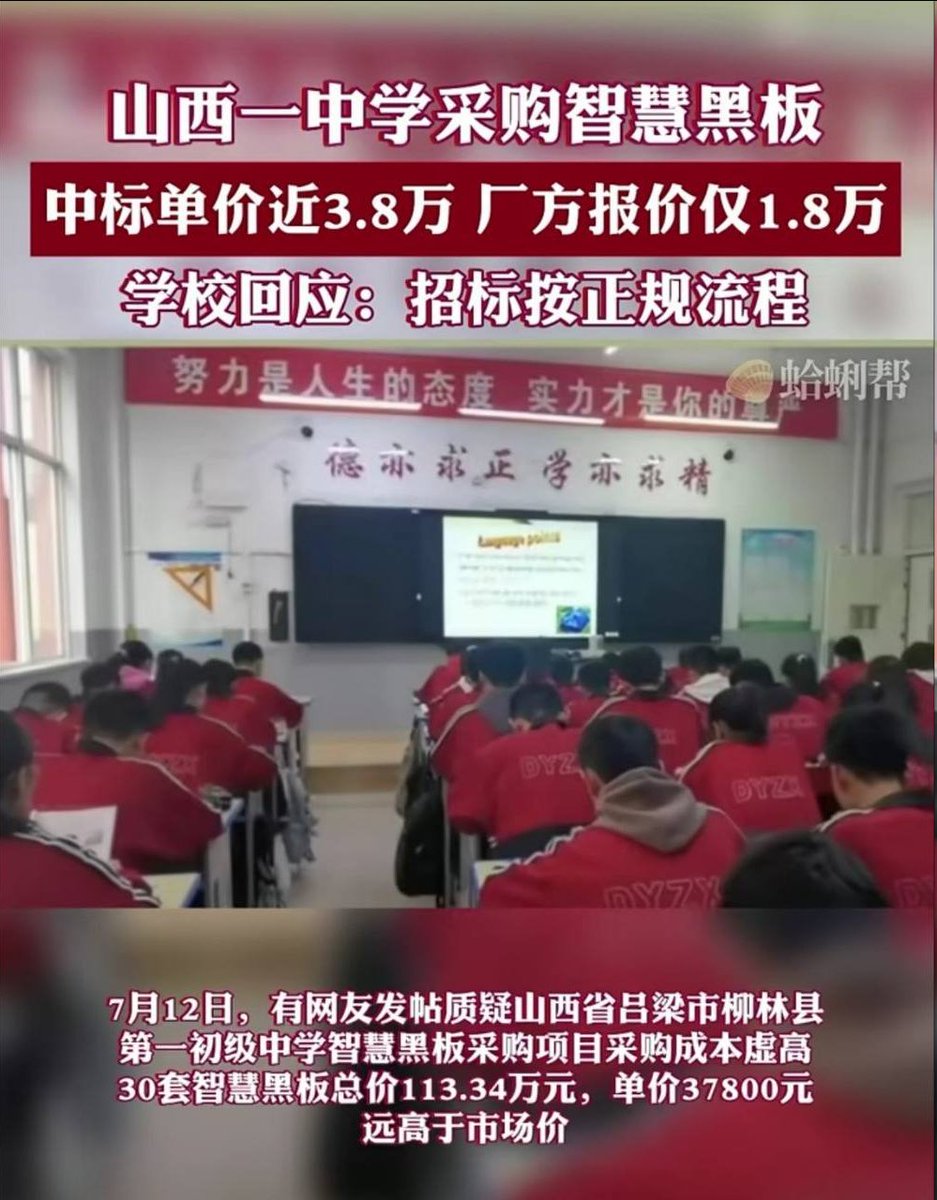 山西一中学采购智慧黑板
中标单价近3.8万 厂方报价仅1.8万
学校回应：招标按正规流程
蛤蜊帮
努力是人生的态度 实力才是你的尊严
德亦求正 学亦求精
Language points
DYZX
DYZX
DYZX
7月12日，有网友发帖质疑山西省吕梁市柳林县
第一初级中学智慧黑板采购项目采购成本虚高
30套智慧黑板总价113.34万元，单价37800元
远高于市场价